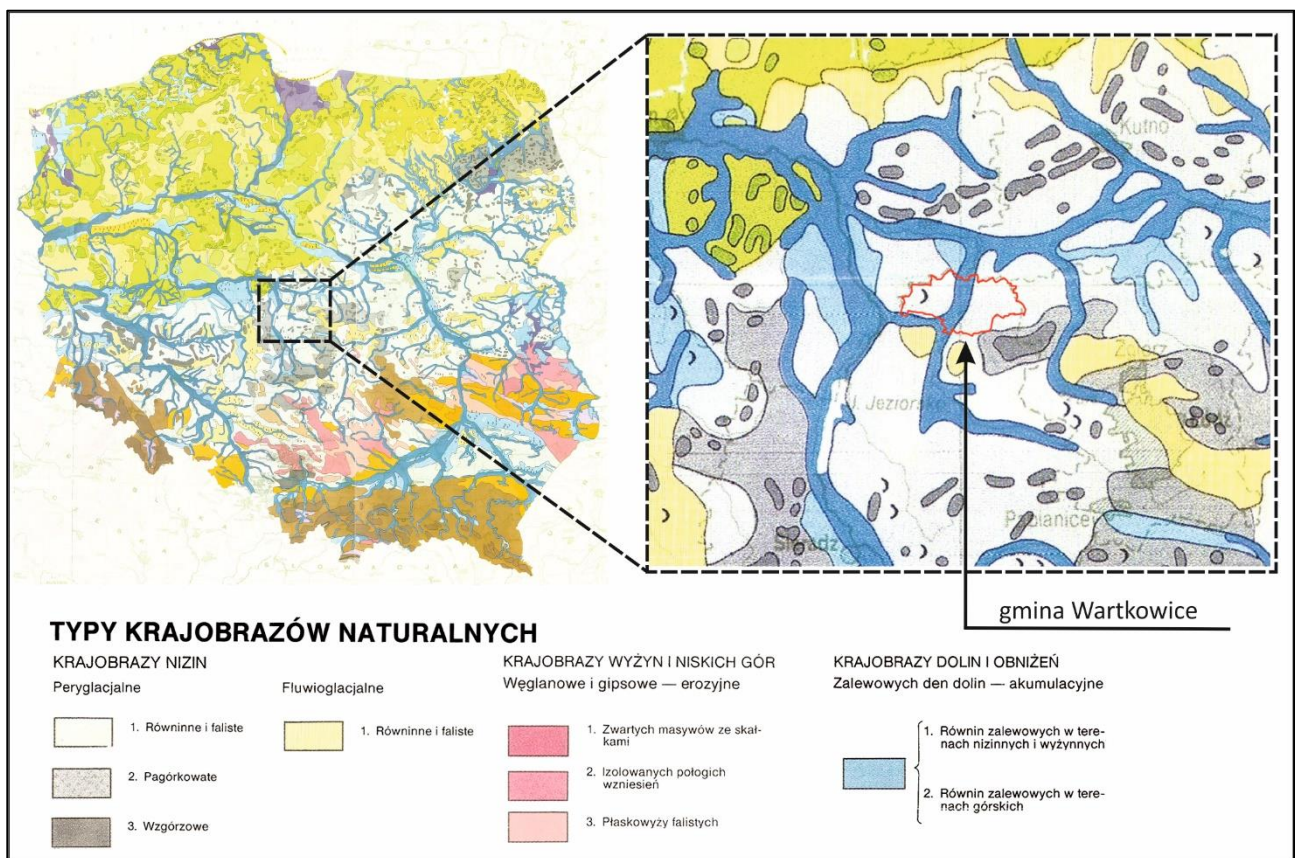 Kutno
J. Jeziorsko
Pabianice
gmina Wartkowice
TYPY KRAJOBRAZÓW NATURALNYCH
KRAJOBRAZY NIZIN
Peryglacjalne
1. Równinne i faliste
2. Pagórkowate
3. Wzgórzowe
Fluwioglacjalne
1. Równinne i faliste
KRAJOBRAZY WYŻYN I NISKICH GÓR
Węglanowe i gipsowe — erozyjne
1. Zwartych masywów ze skał-
kami
2. Izolowanych połogich
wzniesień
3. Płaskowyży falistych
KRAJOBRAZY DOLIN I OBNIŻEŃ
Zalewowych den dolin — akumulacyjne
1. Równin zalewowych w tere-
nach nizinnych i wyżynnych
2. Równin zalewowych w tere-
nach górskich